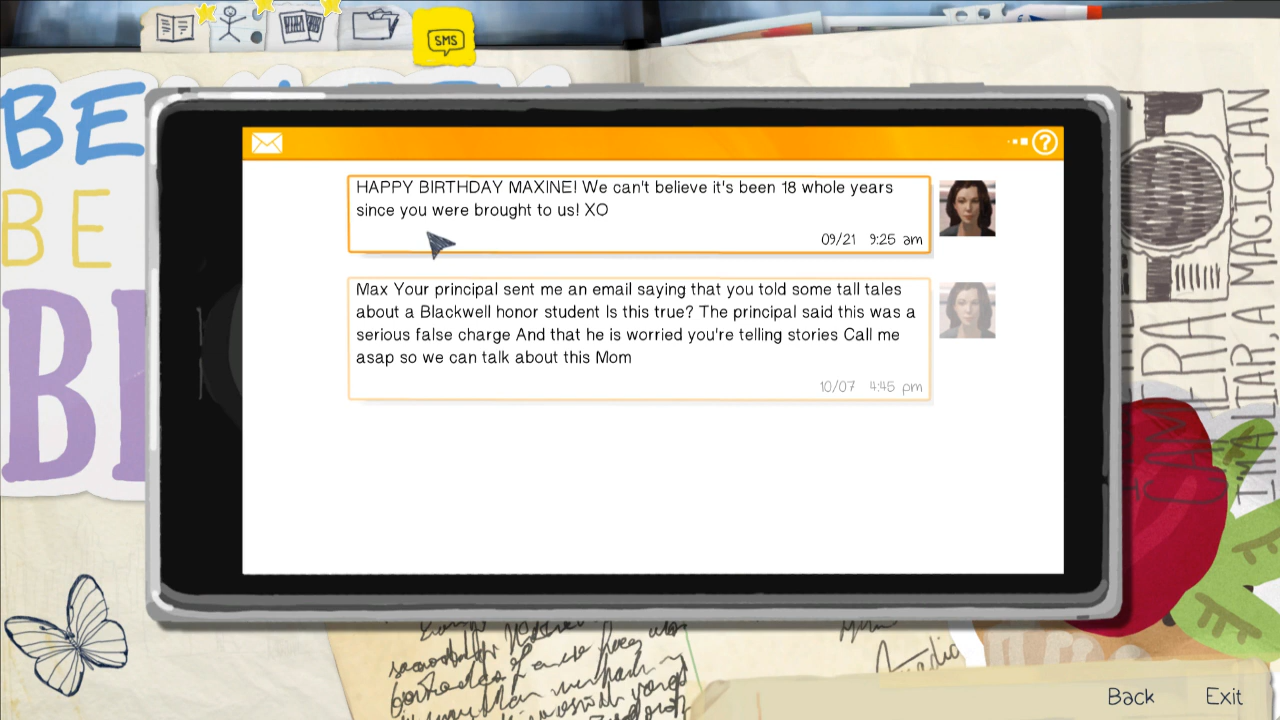 SMS
HAPPY BIRTHDAY MAXINE! We can't believe it's been 18 whole years
since you were brought to us! XO
09/21 9:25 am
Max Your principal sent me an email saying that you told some tall tales
about a Blackwell honor student Is this true? The principal said this was a
serious false charge And that he is worried you're telling stories Call me
asap so we can talk about this Mom
10/07 4:45 pm
BE
BE
CAMERA
I'M A LIAR, A MAGICIAN
Back Exit